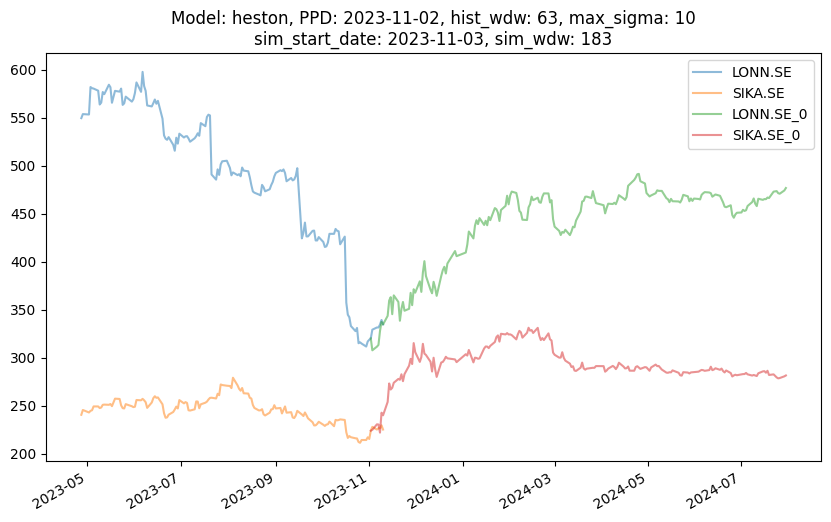 Model: heston, PPD: 2023-11-02, hist_wdw: 63, max_sigma: 10
sim_start_date: 2023-11-03, sim_wdw: 183
LONN.SE
SIKA.SE
LONN.SE_0
SIKA.SE_0
600
550
500
450
400
350
300
250
200
2023-05
2023-07
2023-09
2023-11
2024-01
2024-03
2024-05
2024-07